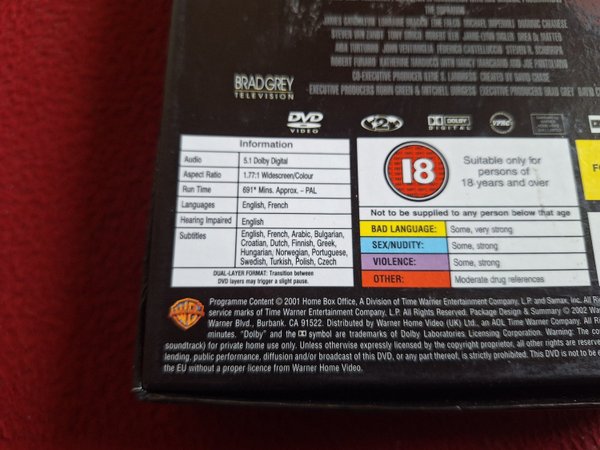 THE SOPRANOS
JAMES GANDOLFINI, LORRAINE BRACCO, EDIE FALCO, MICHAEL IMPERIOLI, DOMINIC CHIANESE
STEVEN VAN ZANDT, TONY SIRICO, ROBERT ILER, JAMIE-LYNN SIGLER, DREA DE MATTEO
AIDA TURTURRO, JOHN VENTIMIGLIA, FEDERICO CASTELLUCCIO, STEVEN R. SCHIRRIPA
ROBERT FUNARO, KATHERINE NARDUCCI WITH NANCY MARCHAND AND JOE PANTOLIANO
CO-EXECUTIVE PRODUCER CREATED BY DAVID CHASE
EXECUTIVE PRODUCERS ROBIN GREEN & MITCHELL BURGESS EXECUTIVE PRODUCERS BRAD GREY
BRAD GREY
TELEVISION
DVD
VIDEO
2
DOLBY
DIGITAL
Information
Audio 5.1 Dolby Digital
Aspect Ratio 1.77:1 Widescreen/Colour
Run Time 691* Mins. Approx. – PAL
Languages English, French
Hearing Impaired English
Subtitles English, French, Arabic, Bulgarian,
Croatian, Dutch, Finnish, Greek,
Hungarian, Norwegian, Portuguese,
Swedish, Turkish, Polish, Czech
DUAL-LAYER FORMAT: Transition between
DVD layers may trigger a slight pause.
18
Suitable only for
persons of
18 years and over
Not to be supplied to any person below that age
BAD LANGUAGE: Some, very strong
SEX/NUDITY: Some, strong
VIOLENCE: Some, strong
OTHER: Moderate drug references
Programme Content © 2001 Home Box Office, A Division of Time Warner Entertainment Company, L.P. and Samax, Inc. All
service marks of Time Warner Entertainment Company, L.P. All Rights Reserved. Package Design & Summary © 2002 Wa
Warner Blvd., Burbank. CA 91522. Distributed by Warner Home Video (UK) Ltd., an AOL Time Warner Company.
minutes. "Dolby" and the symbol are trademarks of Dolby Laboratories Licensing Corporation. Warning: The co
soundtrack) for private home use only. Unless otherwise expressly licensed by the copyright proprietor, all other rights are reserved
lending, public performance, diffusion and/or broadcast of this DVD, or any part thereof, is strictly prohibited. This DVD is not to be
the EU without a proper licence from Warner Home Video.